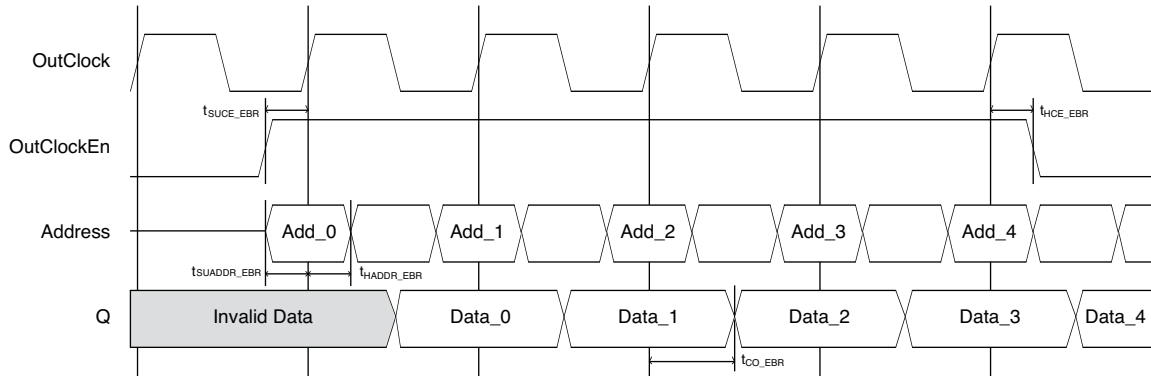 OutClock
tSUCE_EBR tHCE_EBR
OutClockEn
Address Add_0 Add_1 Add_2 Add_3 Add_4
tSUADDR_EBR tHADDR_EBR
Q Invalid Data Data_0 Data_1 Data_2 Data_3 Data_4
tCO_EBR